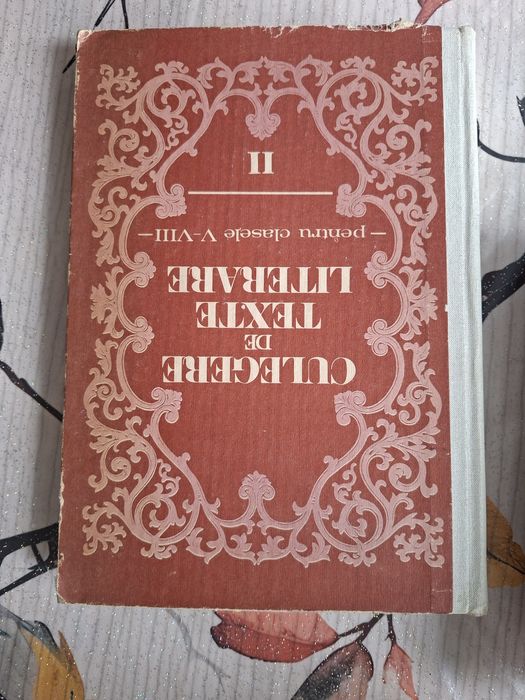 CULEGERE
DE
TEXTE
LITERARE
— pentru clasele V-VIII —
II